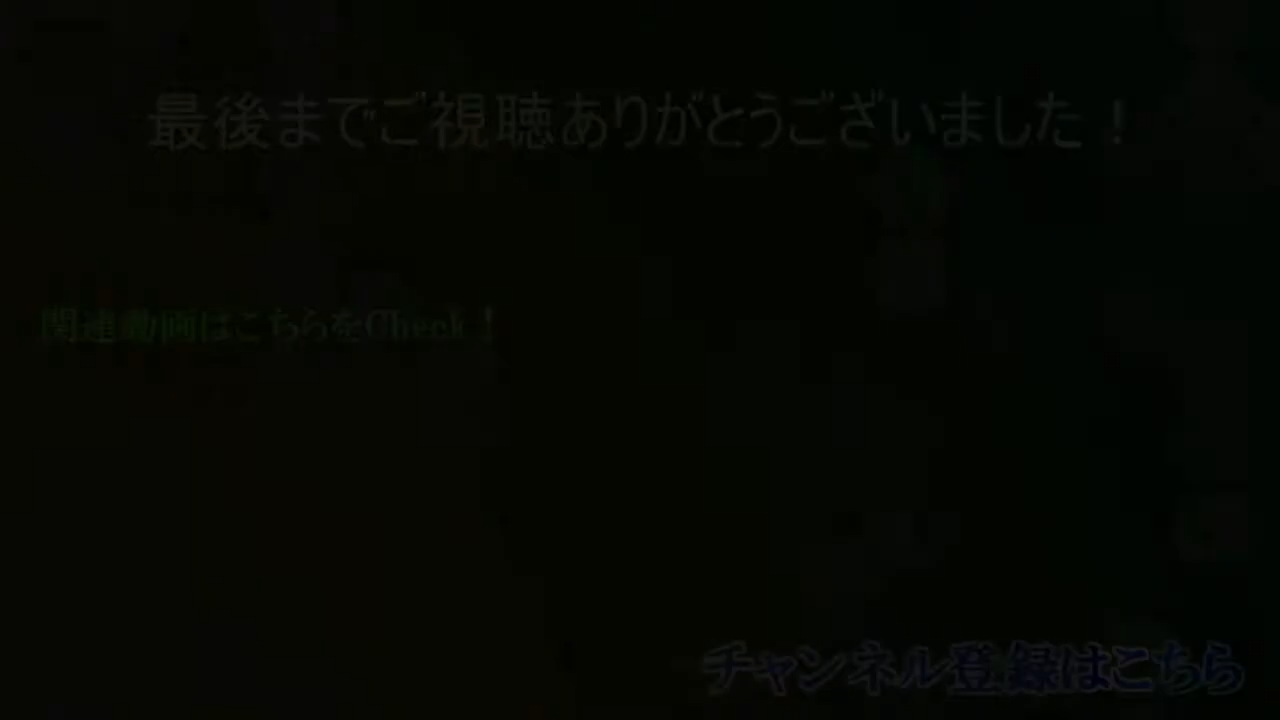 最後までご視聴ありがとうございました！
関連動画はこちらをCheck！
チャンネル登録はこちら